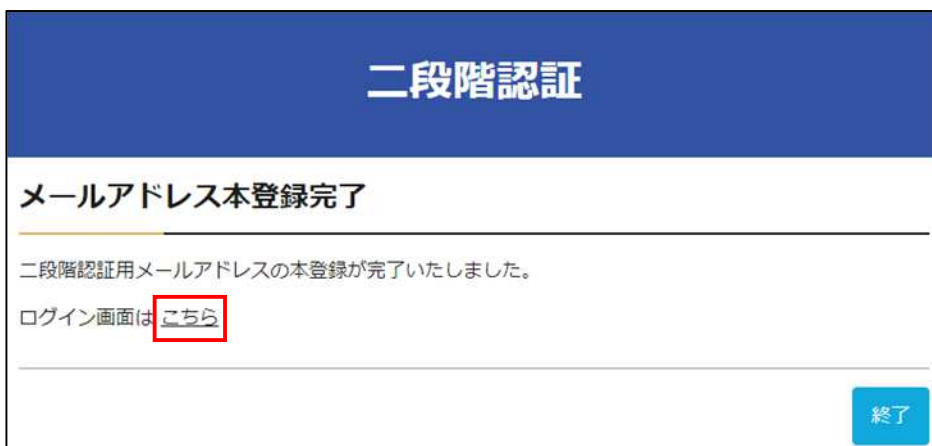 二段階認証
メールアドレス本登録完了
二段階認証用メールアドレスの本登録が完了いたしました。
ログイン画面は こちら
終了